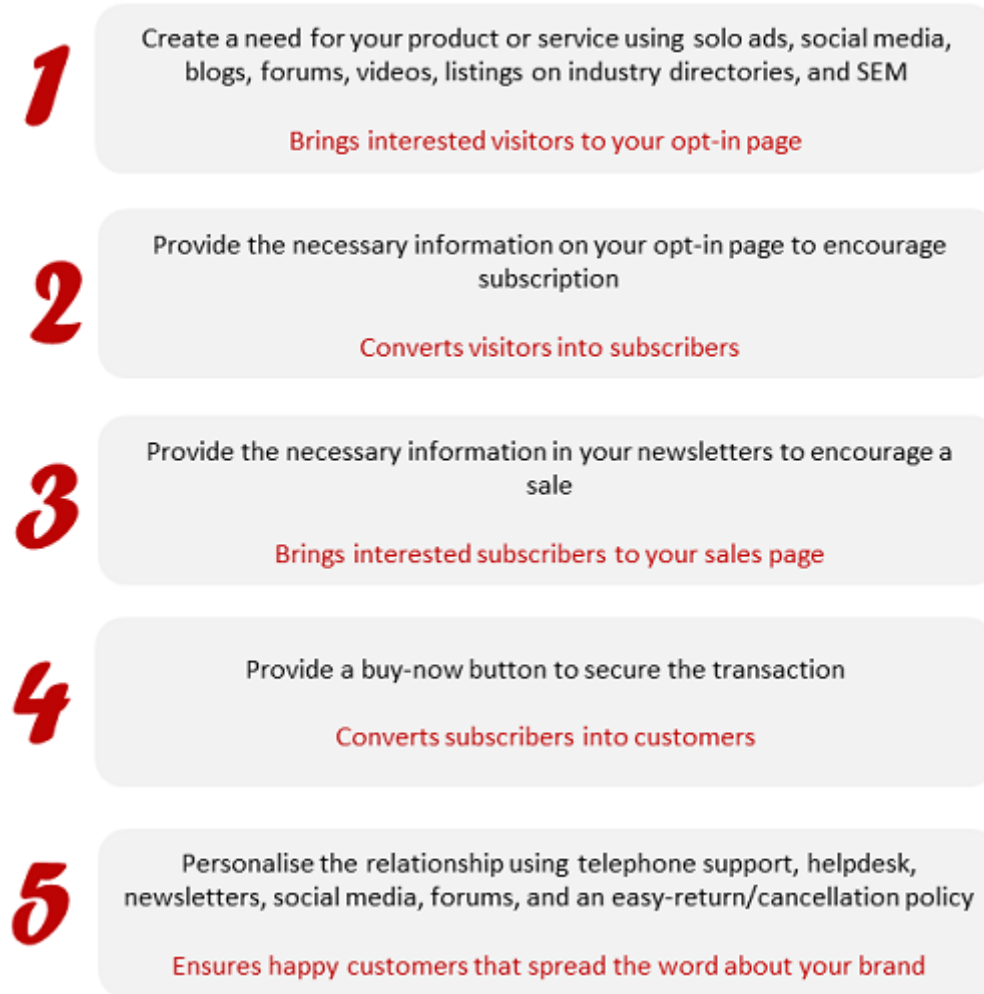 1
Create a need for your product or service using solo ads, social media,
blogs, forums, videos, listings on industry directories, and SEM
Brings interested visitors to your opt-in page
2
Provide the necessary information on your opt-in page to encourage
subscription
Converts visitors into subscribers
3
Provide the necessary information in your newsletters to encourage a
sale
Brings interested subscribers to your sales page
4
Provide a buy-now button to secure the transaction
Converts subscribers into customers
5
Personalise the relationship using telephone support, helpdesk,
newsletters, social media, forums, and an easy-return/cancellation policy
Ensures happy customers that spread the word about your brand